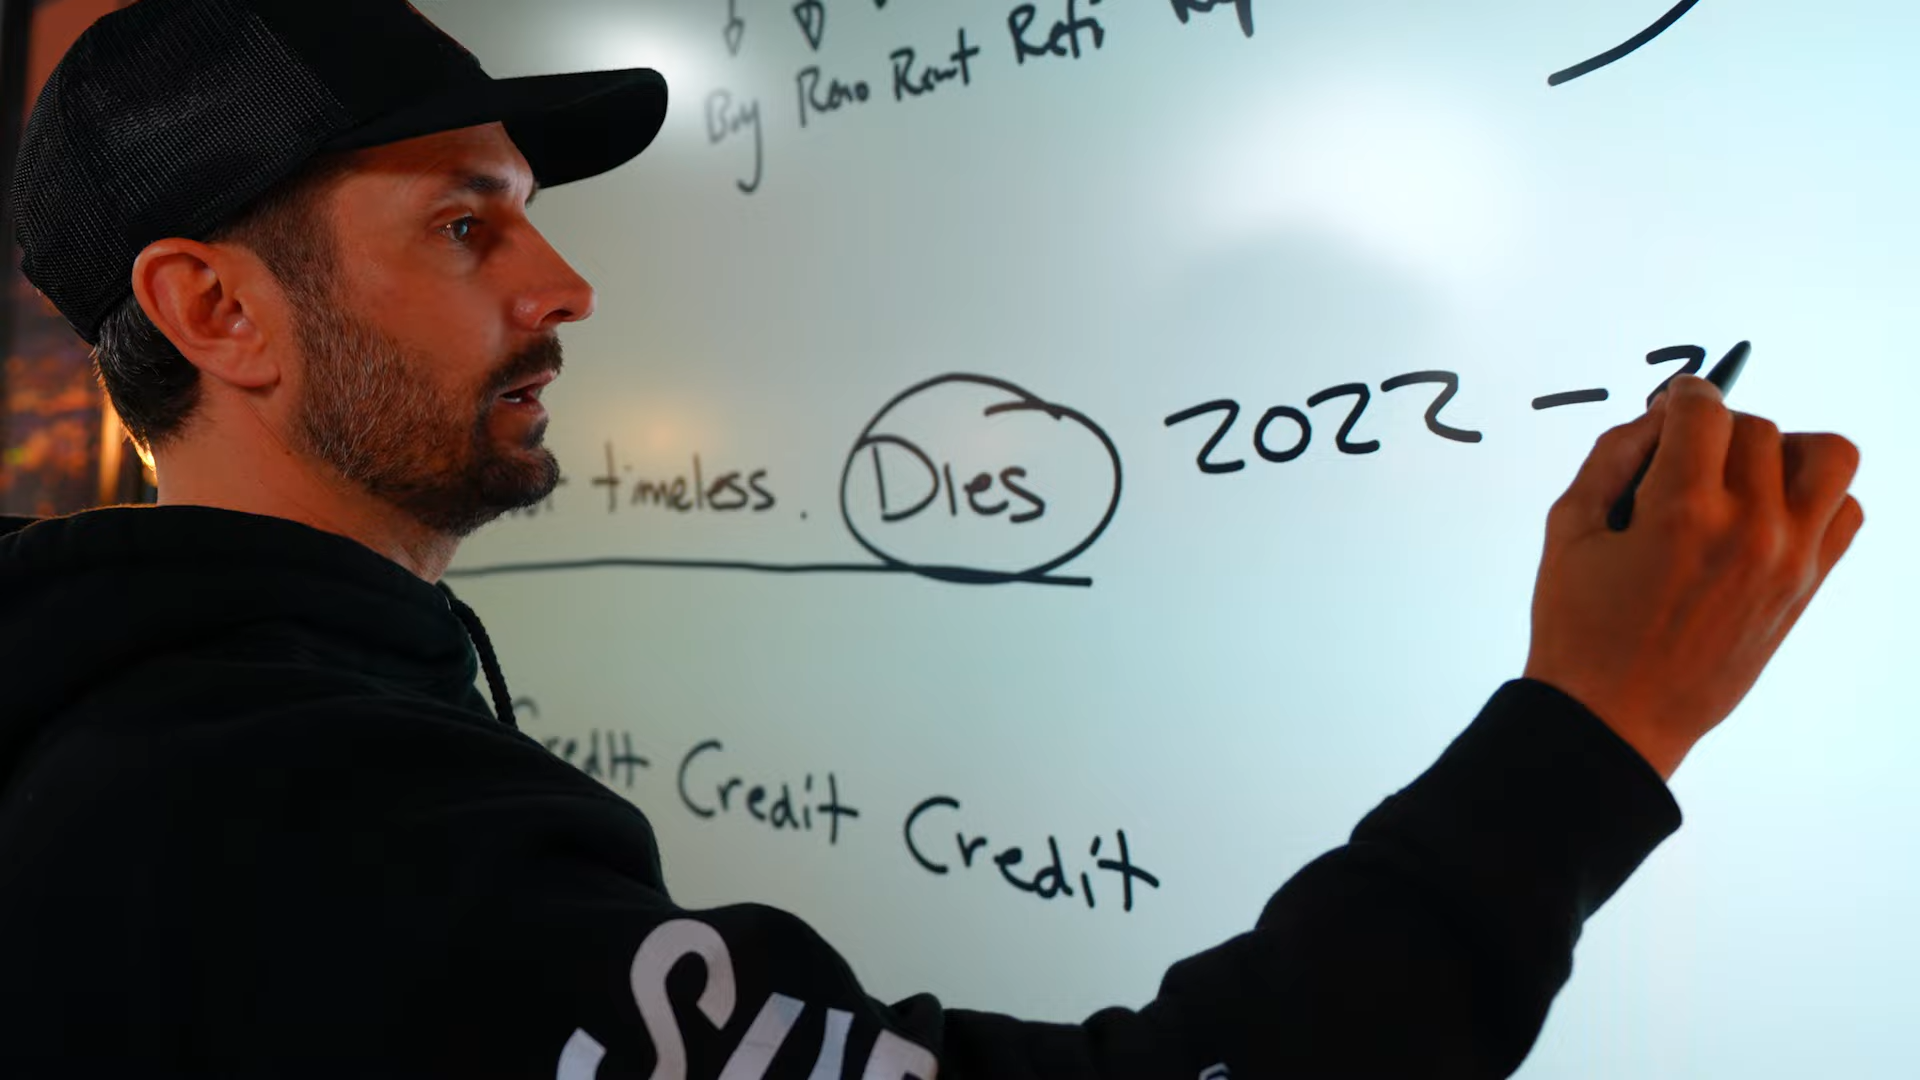 Buy Reno Rent Refi
timeless. Dies 2022 - 2
Credit Credit Credit